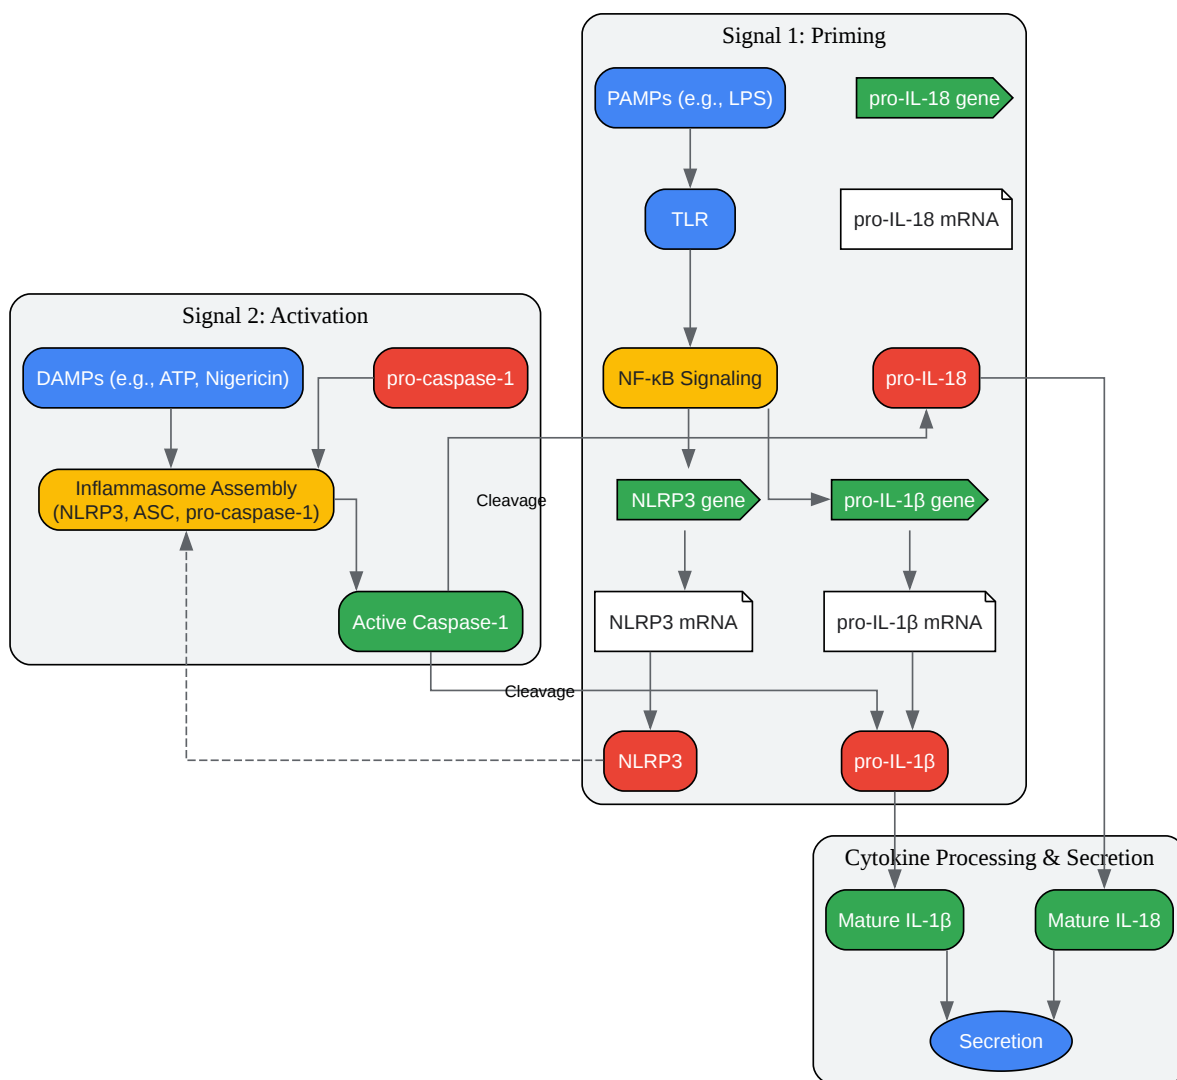 Signal 1: Priming
PAMPs (e.g., LPS)
pro-IL-18 gene
TLR
pro-IL-18 mRNA
Signal 2: Activation
DAMPs (e.g., ATP, Nigericin)
pro-caspase-1
NF-κB Signaling
pro-IL-18
Inflammasome Assembly
(NLRP3, ASC, pro-caspase-1)
Cleavage
NLRP3 gene
pro-IL-1β gene
Active Caspase-1
NLRP3 mRNA
pro-IL-1β mRNA
Cleavage
NLRP3
pro-IL-1β
Cytokine Processing & Secretion
Mature IL-1β
Mature IL-18
Secretion